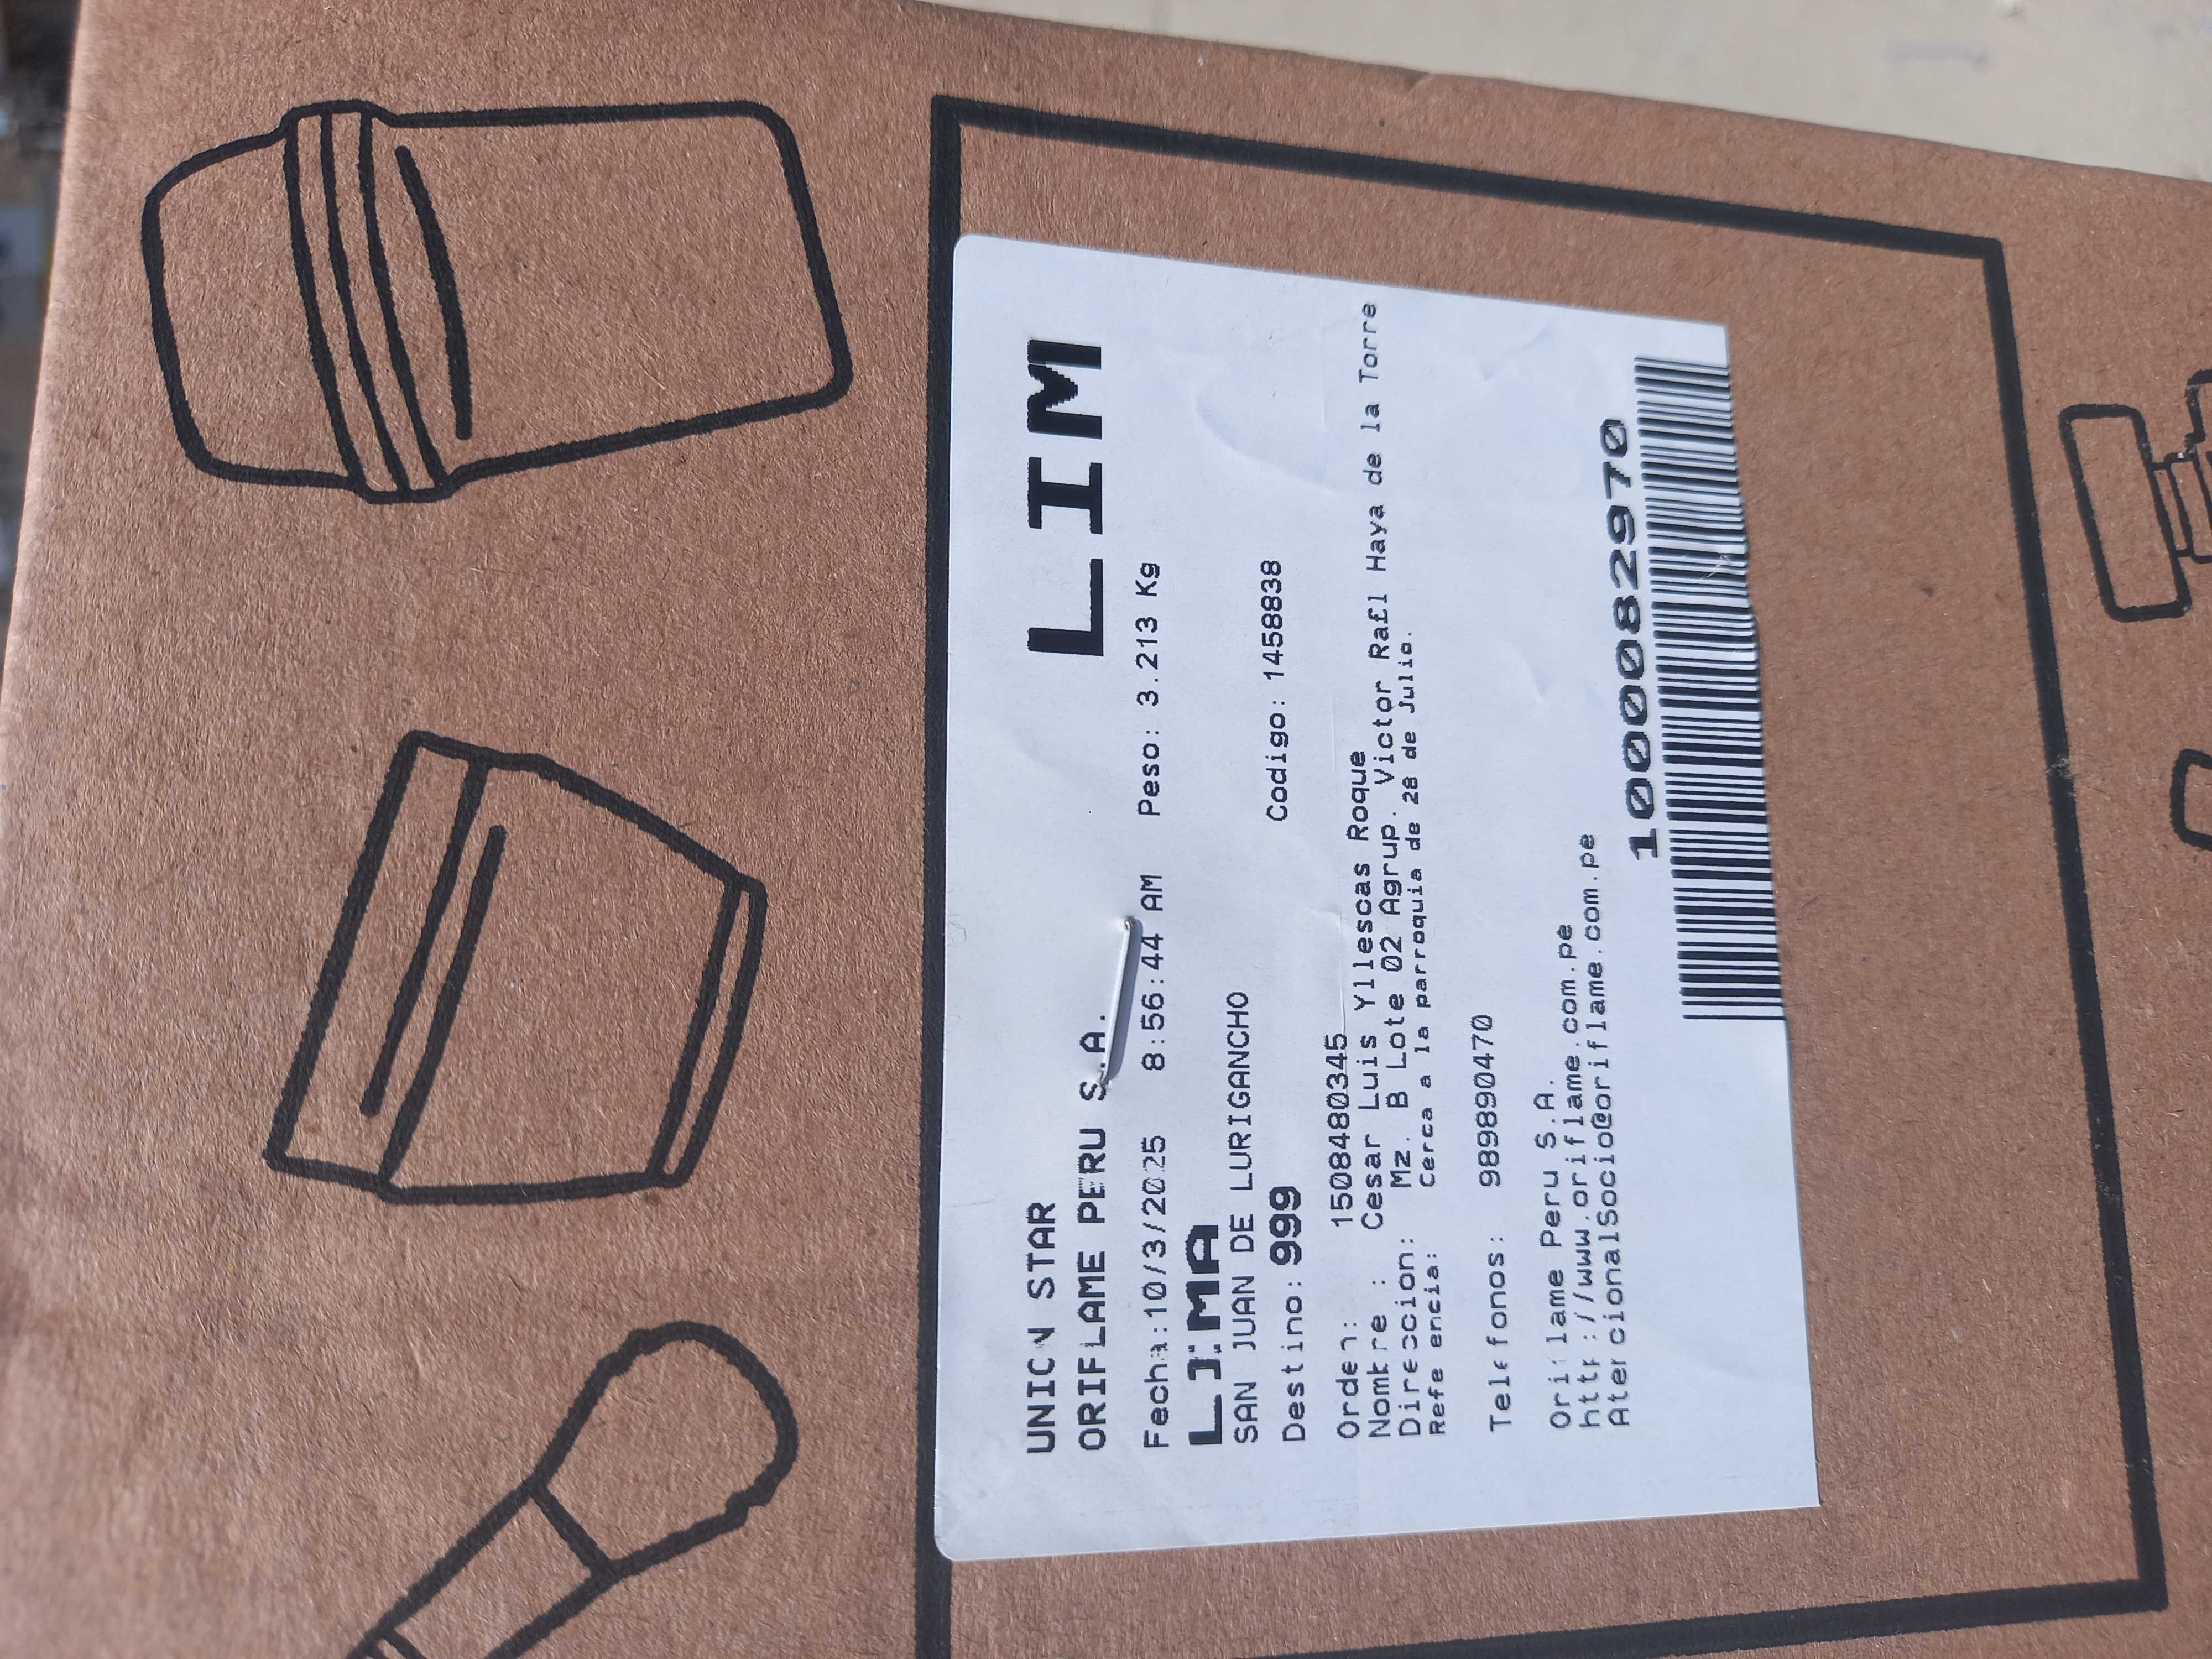 LIM
UNION STAR
ORIFLAME PERU S.A.
Fecha:10/3/2025 8:56:44 AM Peso: 3.213 Kg
LIMA
SAN JUAN DE LURIGANCHO
Destino: 999 Codigo: 1458838
Orden: 1508480345
Nombre : Cesar Luis Yllescas Roque
Direccion: Mz. B Lote 02 Agrup. Victor Ra£l Haya de la Torre
Referencia: Cerca a la parroquia de 28 de Julio.
Telefonos: 989890470
Oriflame Peru S.A.
http://www.oriflame.com.pe
AtencionalSocio@oriflame.com.pe
1000082970